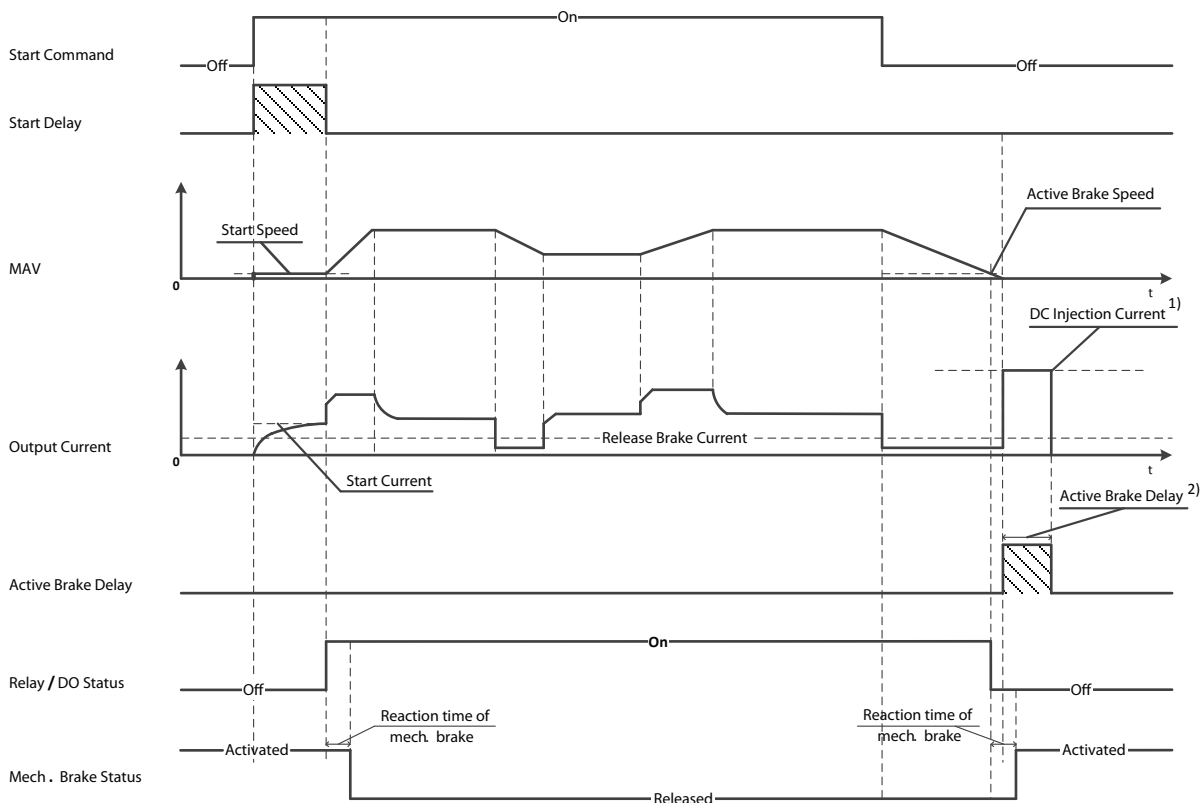 On
Start Command
Off
Off
Start Delay
Active Brake Speed
Start Speed
MAV
0
t
DC Injection Current 1)
Release Brake Current
Output Current
0
t
Start Current
Active Brake Delay 2)
Active Brake Delay
On
Relay / DO Status
Off
Off
Reaction time of
mech. brake
Reaction time of
mech. brake
Activated
Activated
Mech . Brake Status
Released